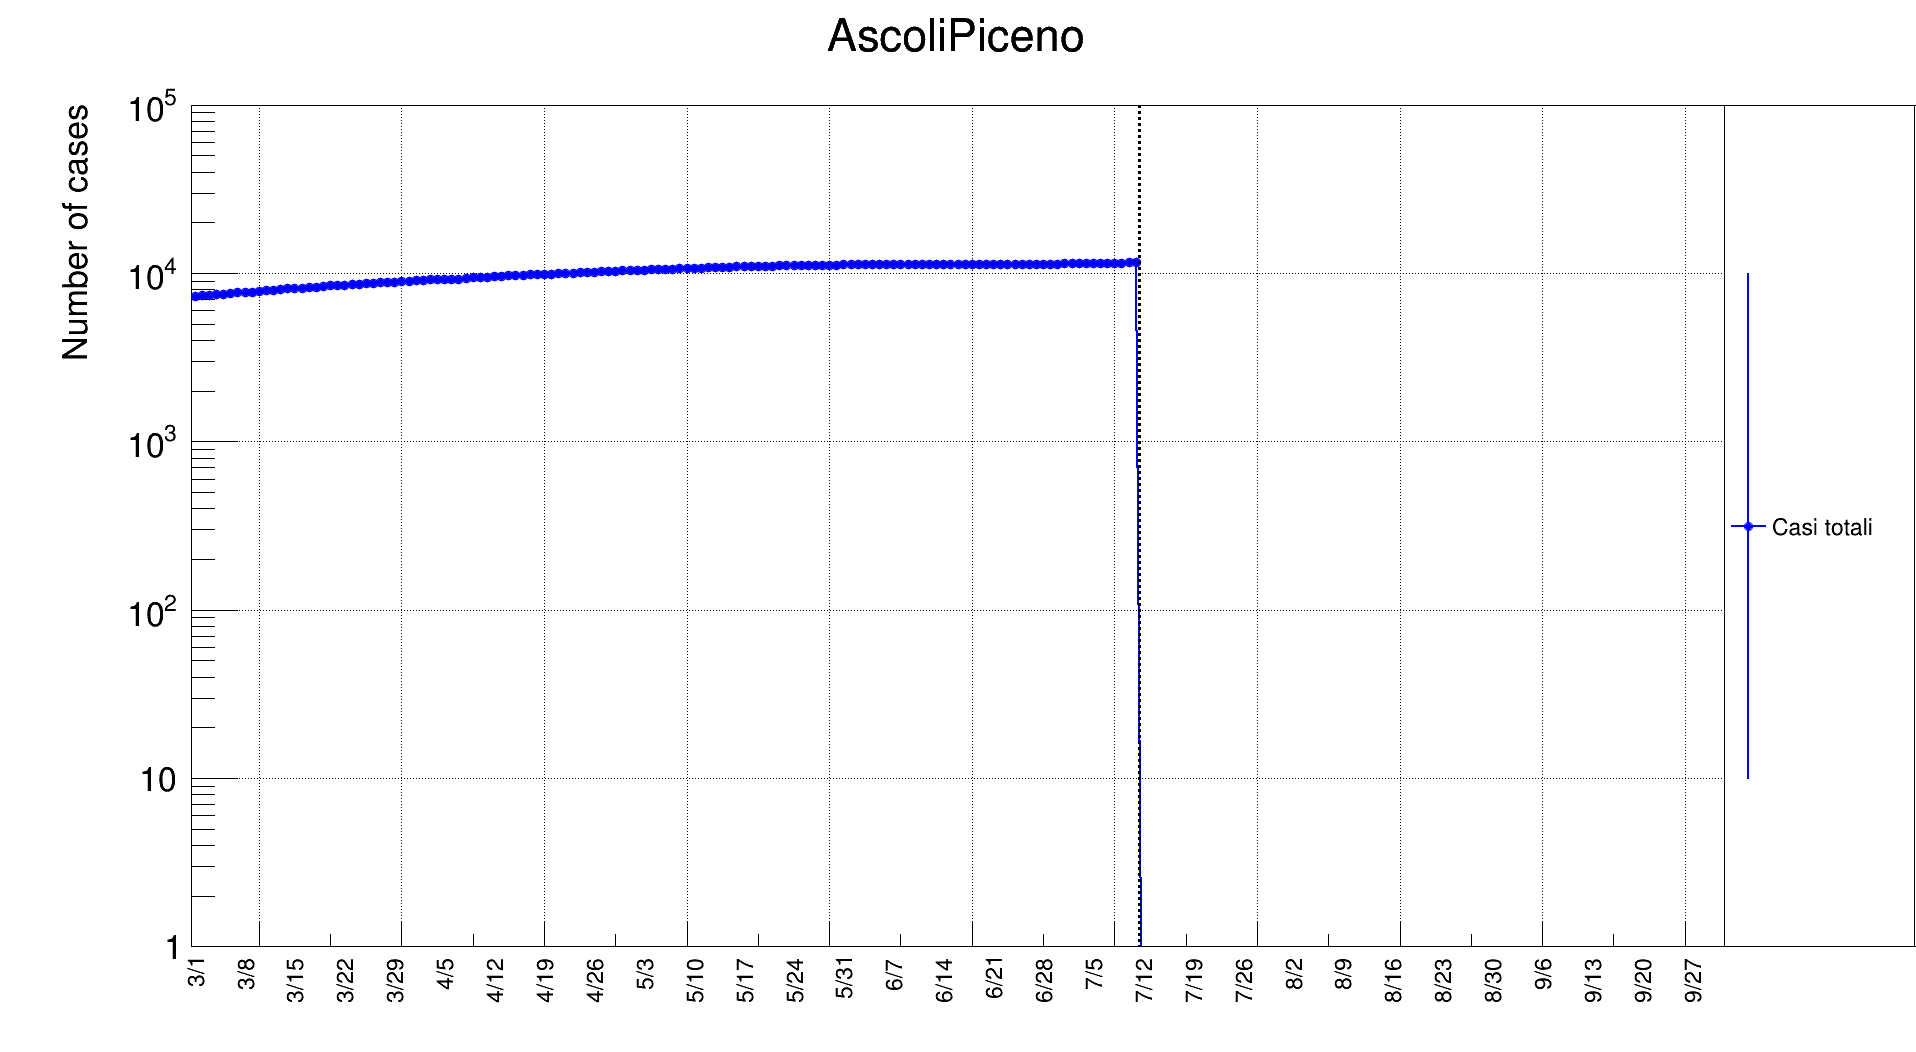 AscoliPiceno
Number of cases
10^5
10^4
10^3
10^2
10
1
3/1 3/8 3/15 3/22 3/29 4/5 4/12 4/19 4/26 5/3 5/10 5/17 5/24 5/31 6/7 6/14 6/21 6/28 7/5 7/12 7/19 7/26 8/2 8/9 8/16 8/23 8/30 9/6 9/13 9/20 9/27
Casi totali